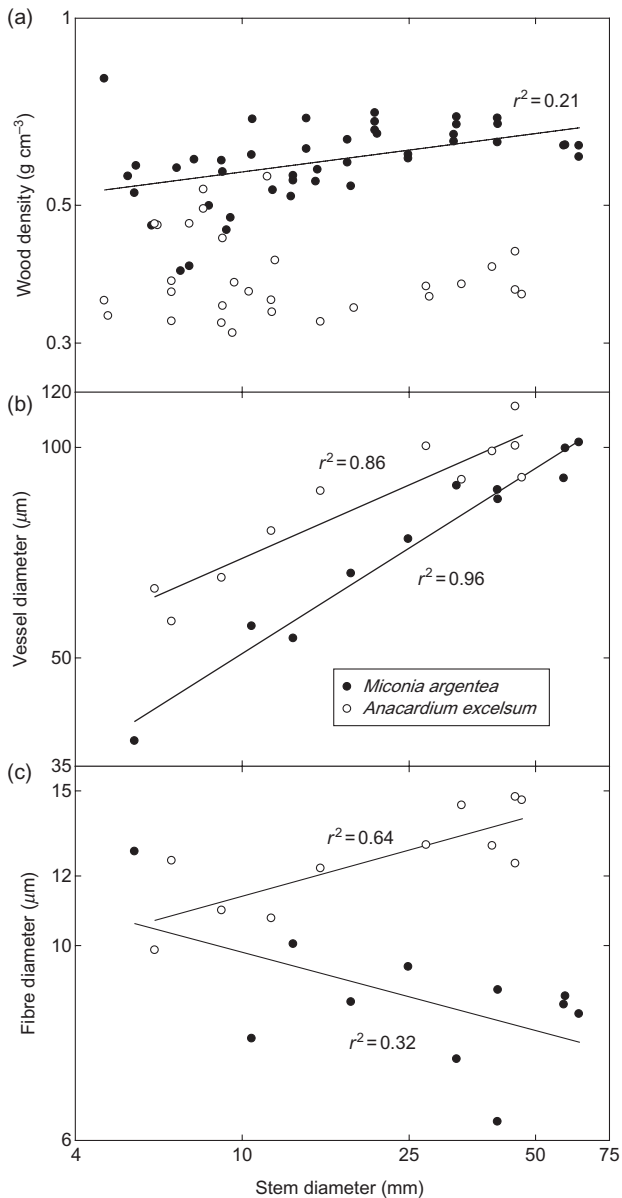 (a)
1
r² = 0.21
Wood density (g cm⁻³)
0.5
0.3
120
(b)
100
r² = 0.86
Vessel diameter (μm)
r² = 0.96
50
Miconia argentea
Anacardium excelsum
35
(c)
15
r² = 0.64
12
Fibre diameter (μm)
10
r² = 0.32
6
4 10 25 50 75
Stem diameter (mm)